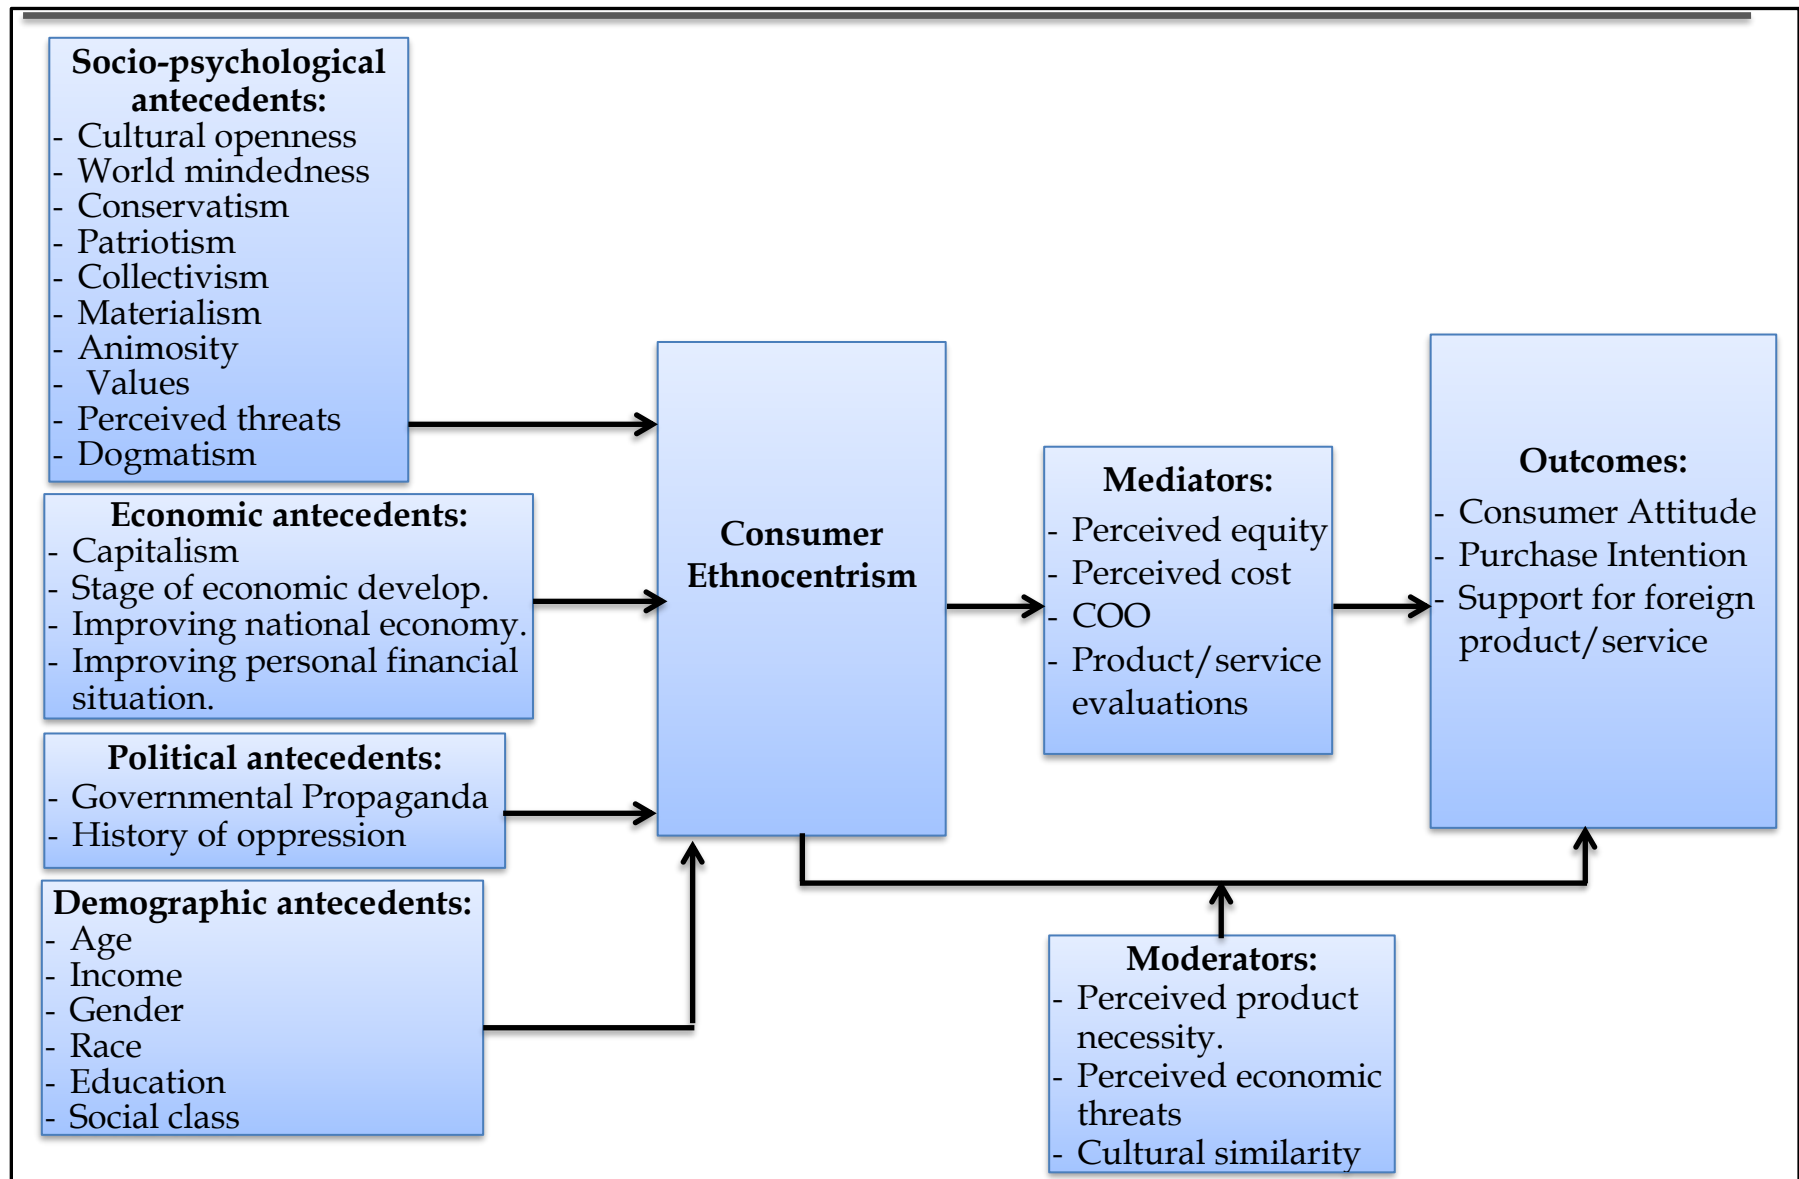 Socio-psychological
antecedents:
- Cultural openness
- World mindedness
- Conservatism
- Patriotism
- Collectivism
- Materialism
- Animosity
- Values
- Perceived threats
- Dogmatism
Economic antecedents:
- Capitalism
- Stage of economic develop.
- Improving national economy.
- Improving personal financial
situation.
Political antecedents:
- Governmental Propaganda
- History of oppression
Demographic antecedents:
- Age
- Income
- Gender
- Race
- Education
- Social class
Consumer
Ethnocentrism
Mediators:
- Perceived equity
- Perceived cost
- COO
- Product/service
evaluations
Outcomes:
- Consumer Attitude
- Purchase Intention
- Support for foreign
product/service
Moderators:
- Perceived product
necessity.
- Perceived economic
threats
- Cultural similarity